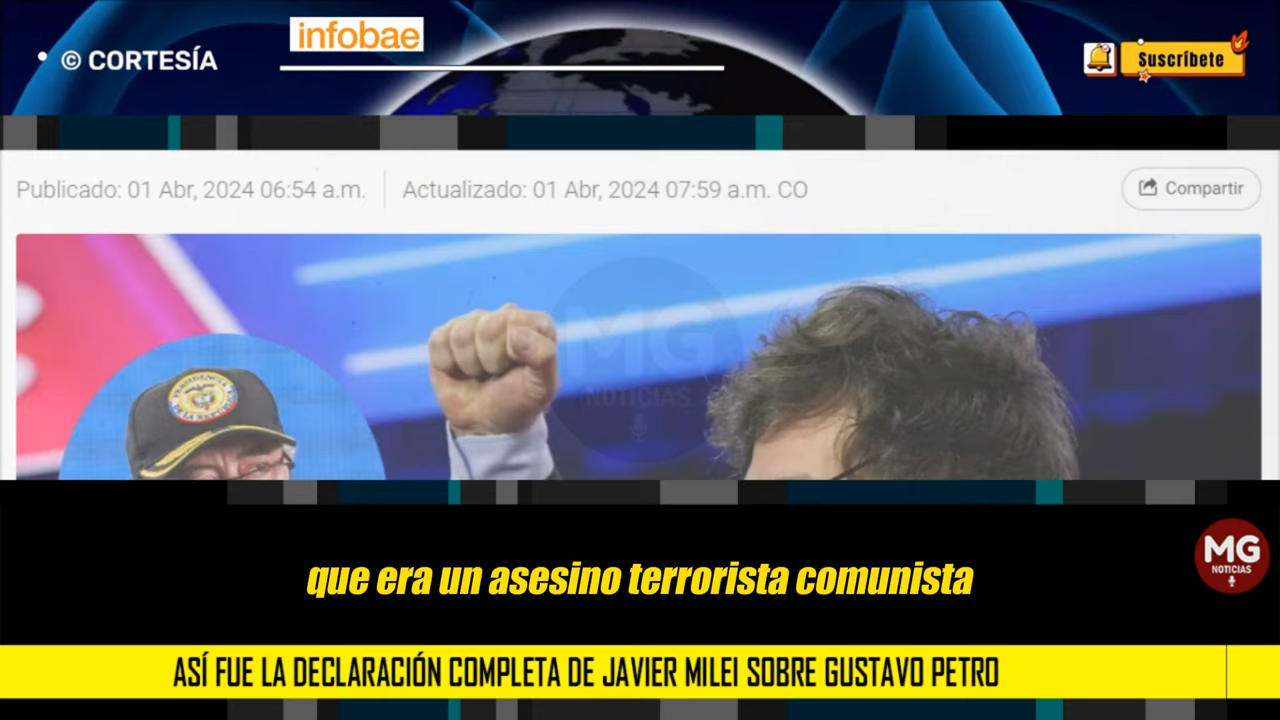 infobae
© CORTESÍA
Suscríbete
Publicado: 01 Abr, 2024 06:54 a.m.
Actualizado: 01 Abr, 2024 07:59 a.m. CO
Compartir
MG
NOTICIAS
PRESIDENCIA
que era un asesino terrorista comunista
MG
NOTICIAS
ASÍ FUE LA DECLARACIÓN COMPLETA DE JAVIER MILEI SOBRE GUSTAVO PETRO